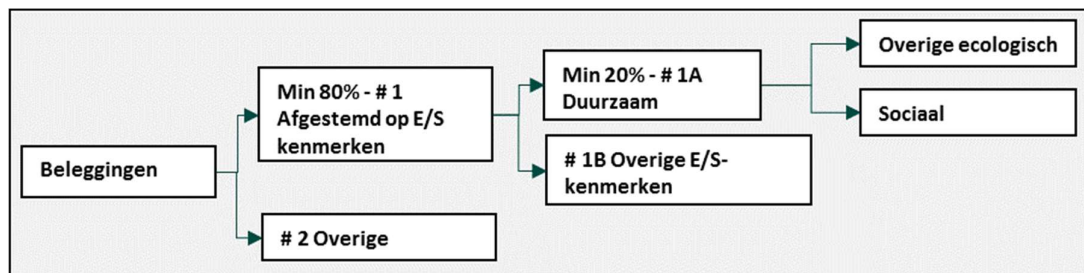 Beleggingen
Min 80% - # 1
Afgestemd op E/S
kenmerken
# 2 Overige
Min 20% - # 1A
Duurzaam
# 1B Overige E/S-
kenmerken
Overige ecologisch
Sociaal